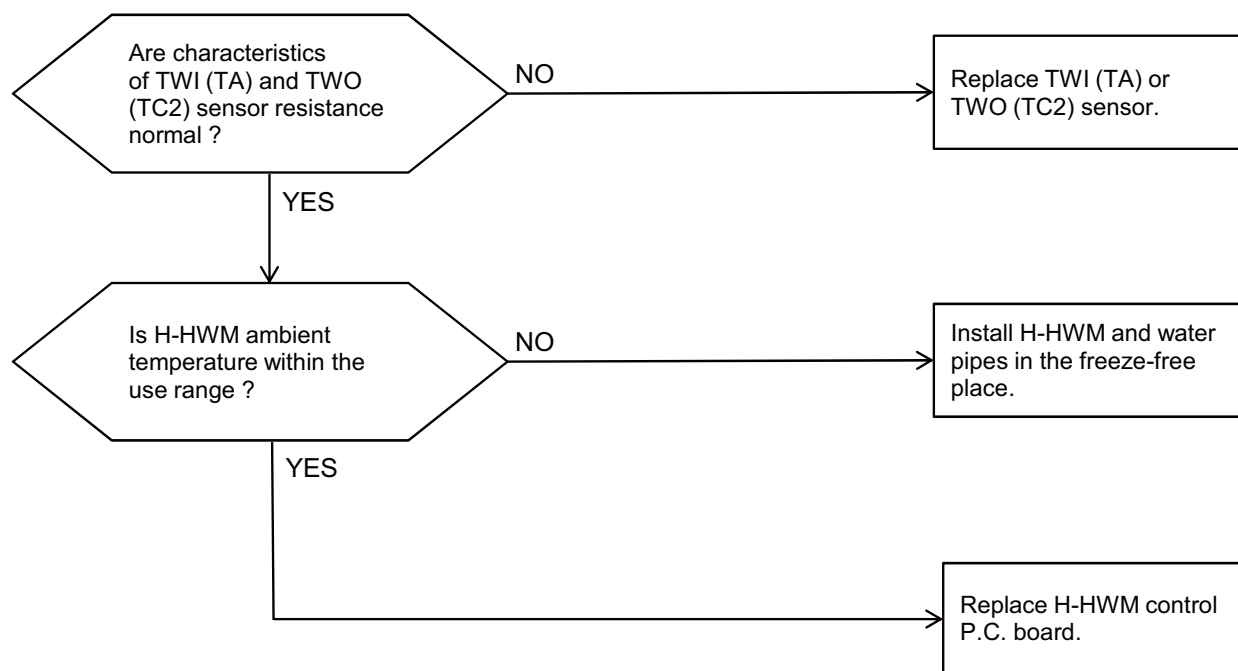 Are characteristics
of TWI (TA) and TWO
(TC2) sensor resistance
normal ?
NO
Replace TWI (TA) or
TWO (TC2) sensor.
YES
Is H-HWM ambient
temperature within the
use range ?
NO
Install H-HWM and water
pipes in the freeze-free
place.
YES
Replace H-HWM control
P.C. board.